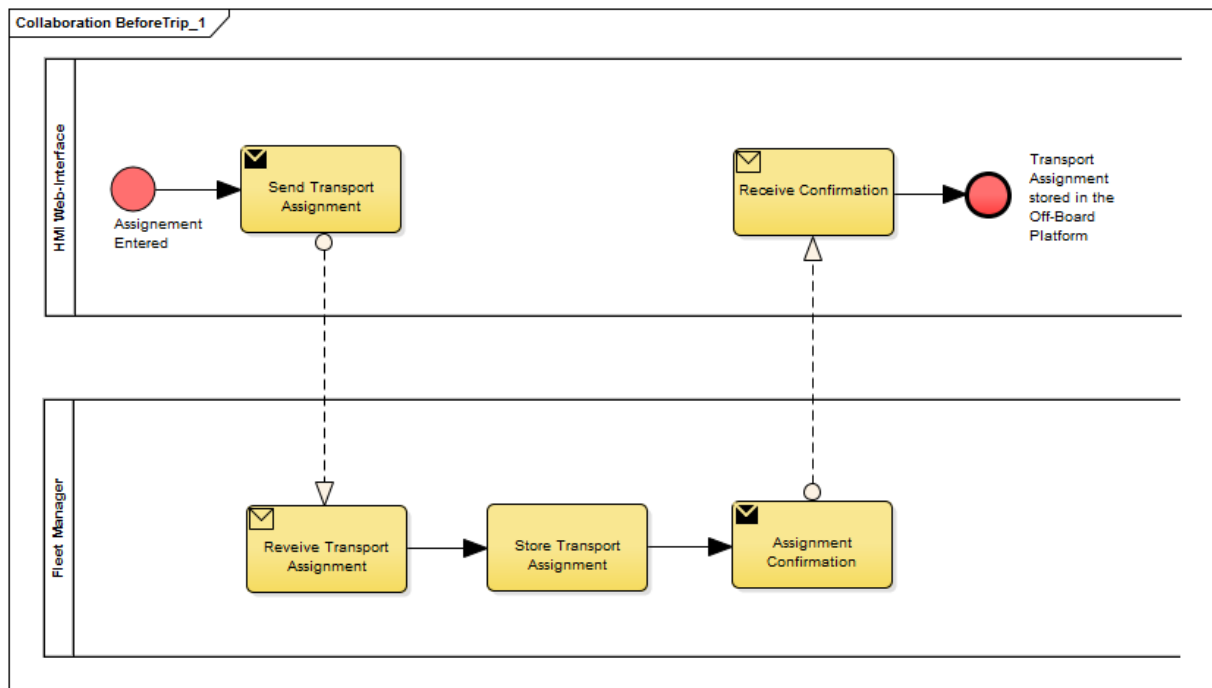 Collaboration BeforeTrip_1
HMI Web-Interface
Assignement
Entered
Send Transport
Assignment
Receive Confirmation
Transport
Assignment
stored in the
Off-Board
Platform
Fleet Manager
Reveive Transport
Assignment
Store Transport
Assignment
Assignment
Confirmation